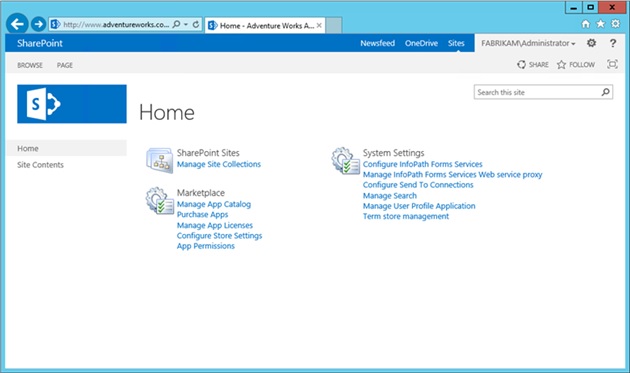 http://www.adventureworks.co...
Home - Adventure Works A...
SharePoint
Newsfeed
OneDrive
Sites
FABRIKAM\Administrator
?
BROWSE
PAGE
SHARE
FOLLOW
S
Home
Search this site
Home
Site Contents
SharePoint Sites
Manage Site Collections
Marketplace
Manage App Catalog
Purchase Apps
Manage App Licenses
Configure Store Settings
App Permissions
System Settings
Configure InfoPath Forms Services
Manage InfoPath Forms Services Web service proxy
Configure Send To Connections
Manage Search
Manage User Profile Application
Term store management